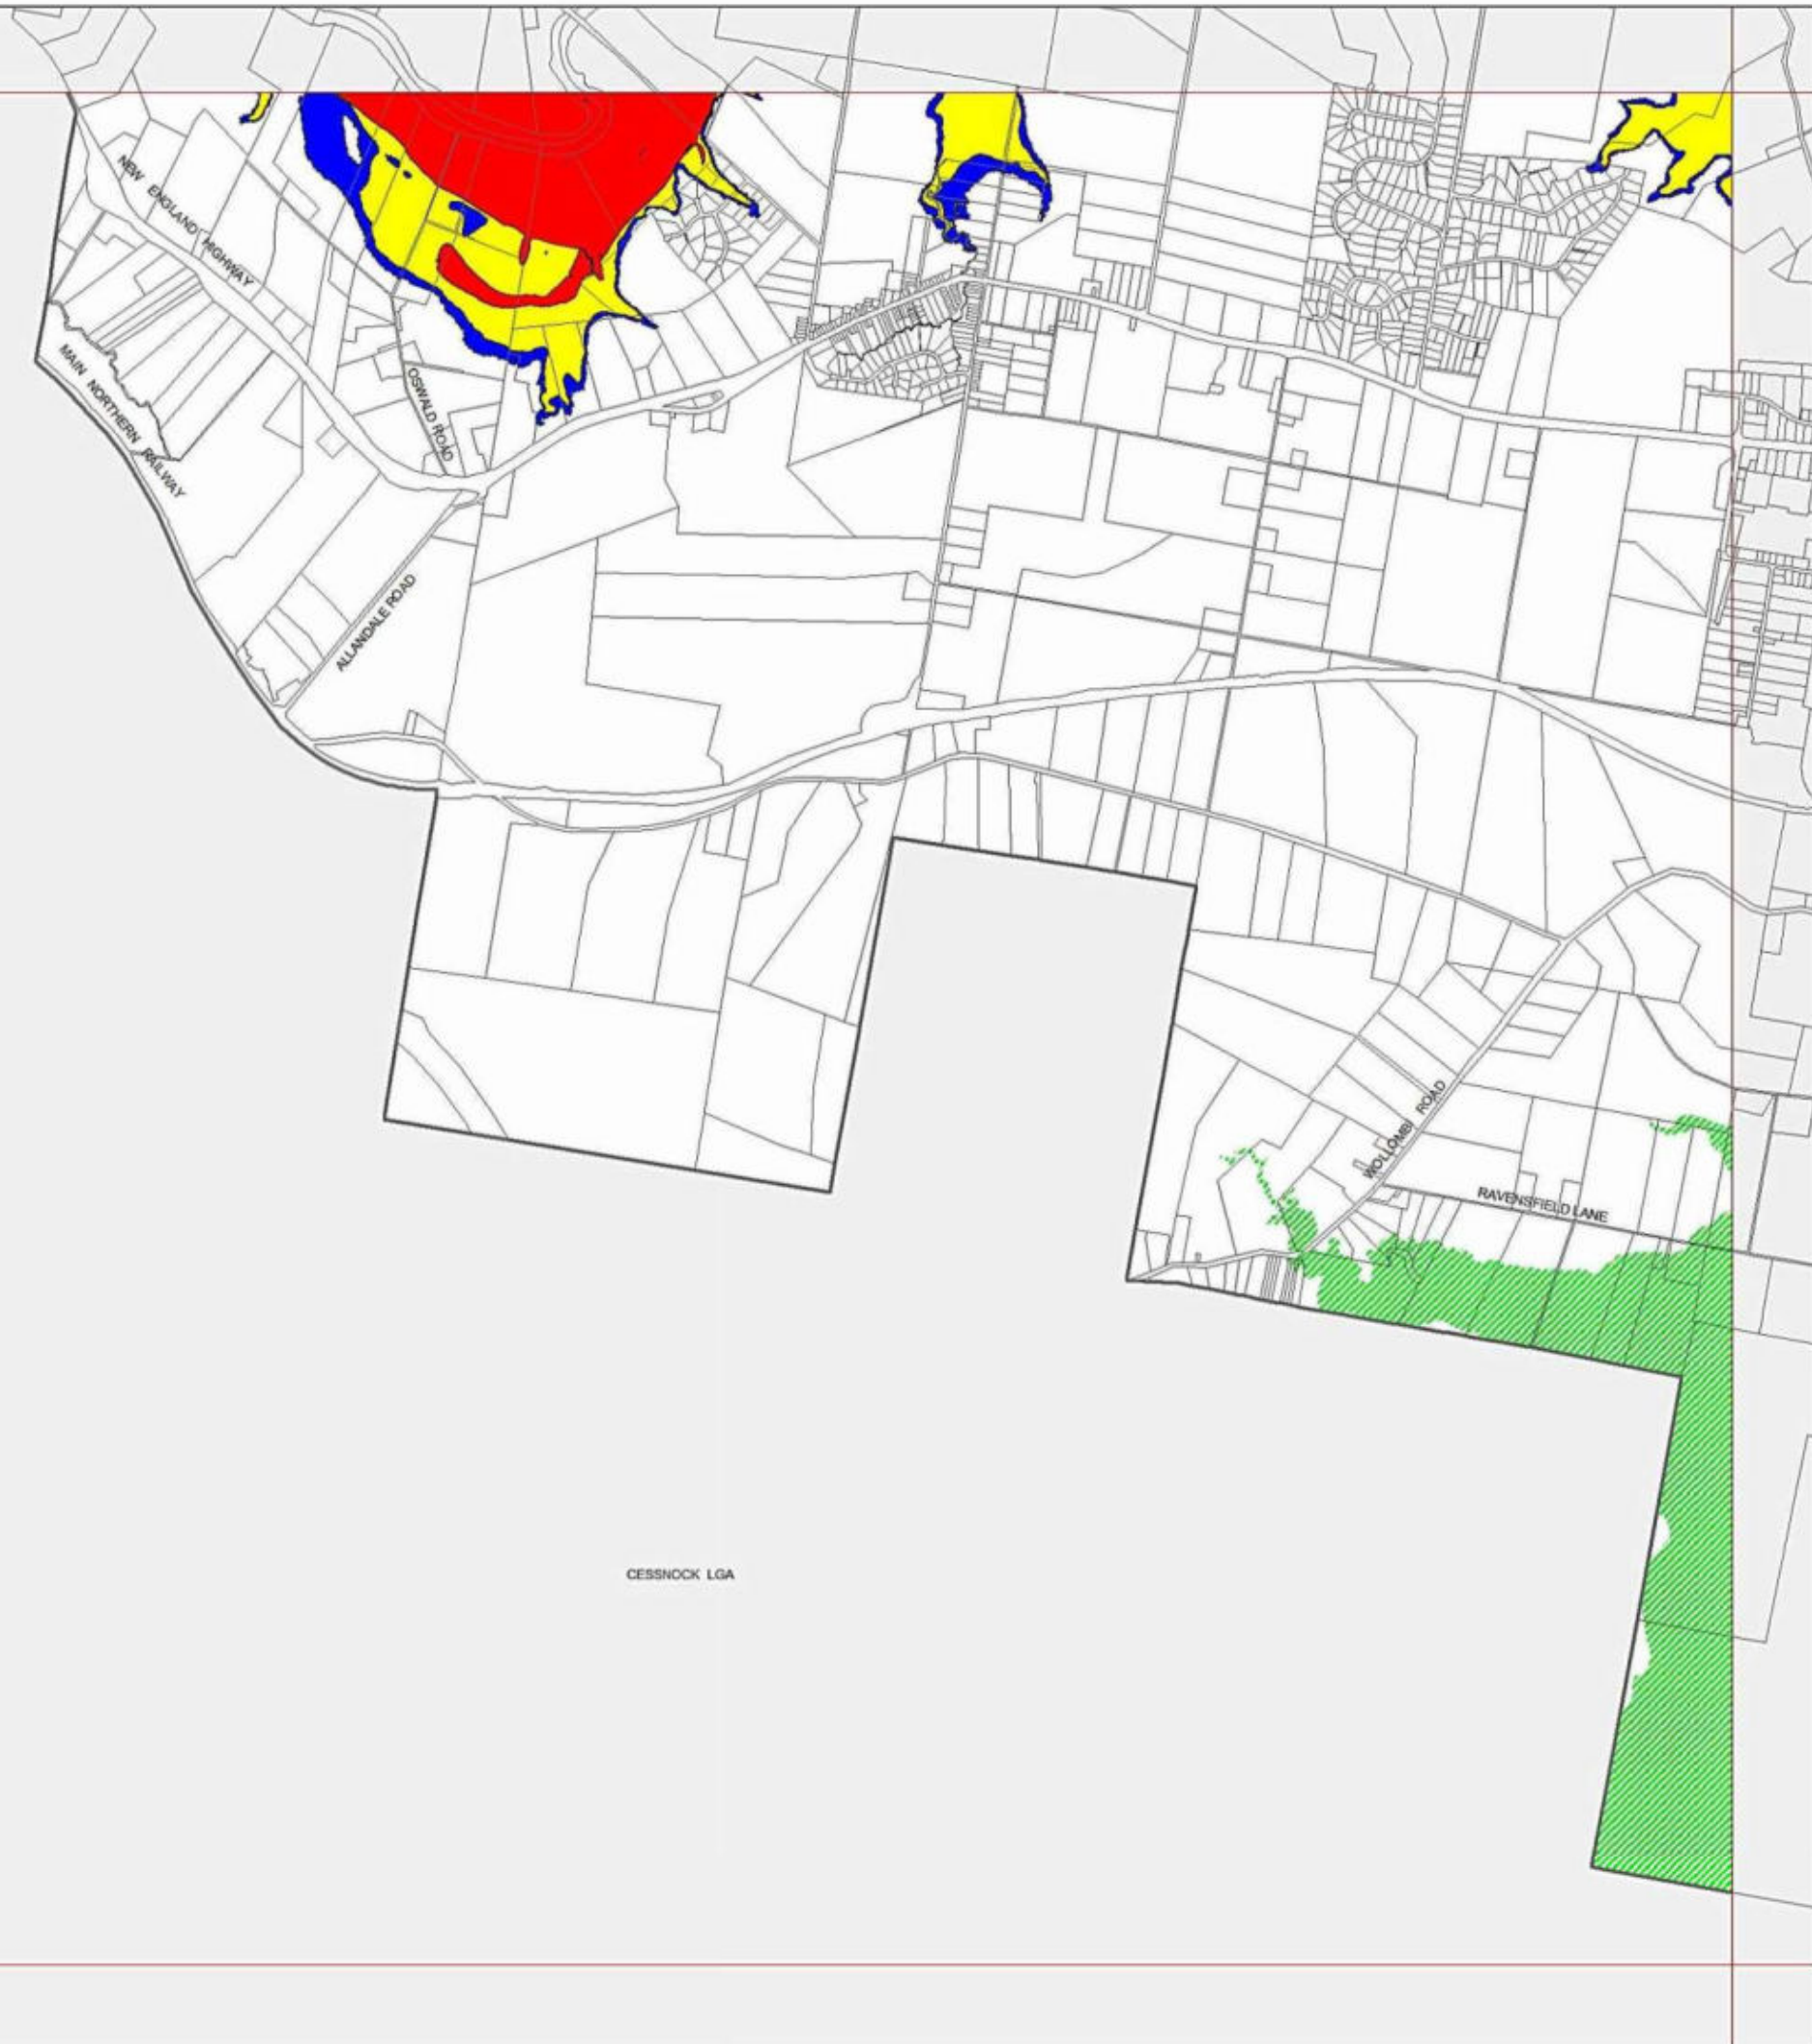 NEW ENGLAND HIGHWAY
MAIN NORTHERN RAILWAY
OSWALD ROAD
ALLANDALE ROAD
WOLLOMBI ROAD
RAVENSFIELD LANE
CESSNOCK LGA